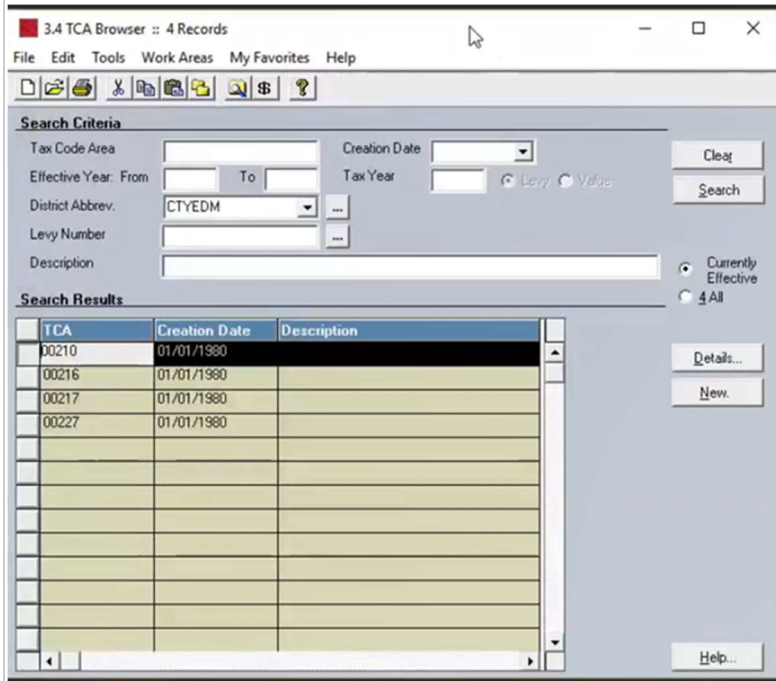 3.4 TCA Browser :: 4 Records
File Edit Tools Work Areas My Favorites Help
Search Criteria
Tax Code Area Creation Date Clear
Effective Year: From To Tax Year Levy Value Search
District Abbrev. CTYEDM ...
Levy Number ...
Description Currently Effective
4 All
Search Results
TCA Creation Date Description
00210 01/01/1980 Details...
00216 01/01/1980
00217 01/01/1980 New.
00227 01/01/1980
Help...